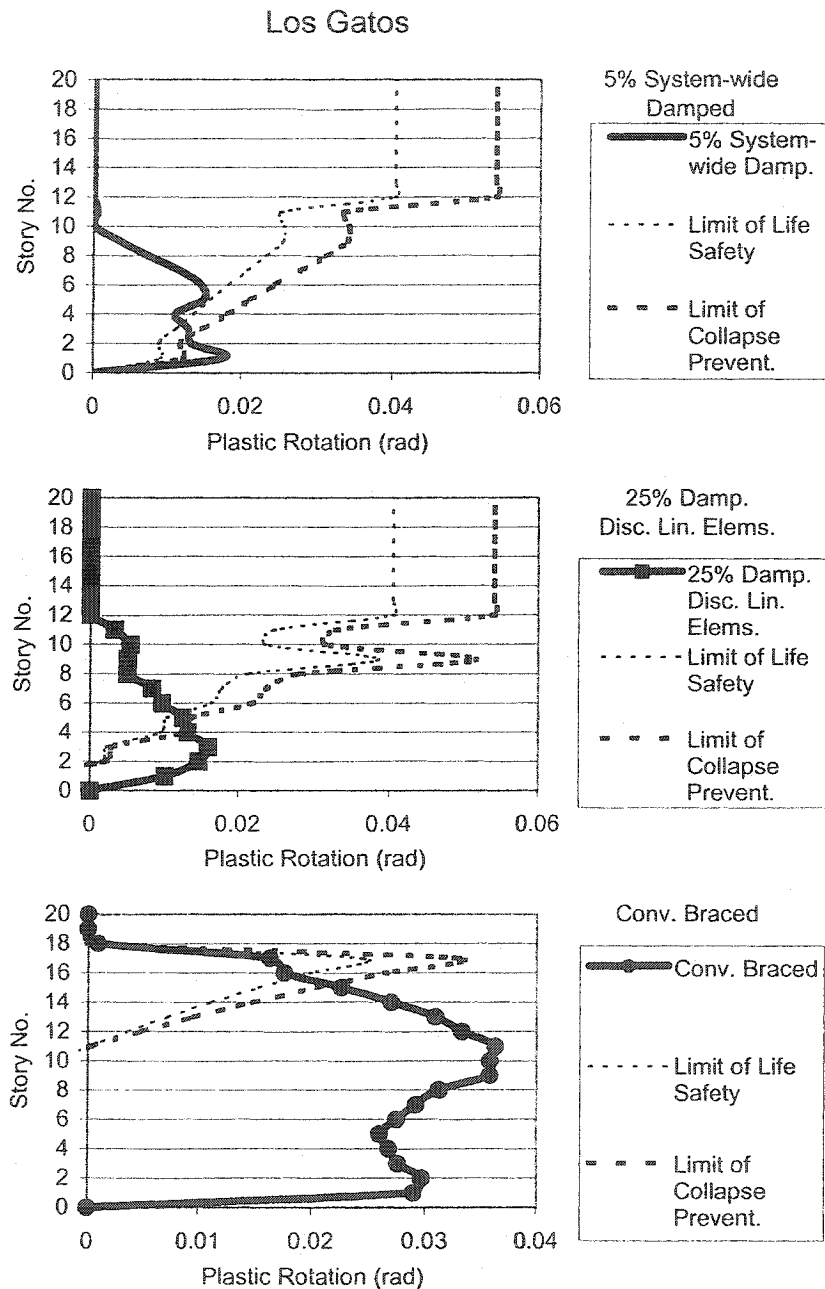 Los Gatos
20
18
16
14
12
10
8
6
4
2
0
Story No.
0
0.02
0.04
0.06
Plastic Rotation (rad)
5% System-wide
Damped
5% System-
wide Damp.
Limit of Life
Safety
Limit of
Collapse
Prevent.
20
18
16
14
12
10
8
6
4
2
0
Story No.
0
0.02
0.04
0.06
Plastic Rotation (rad)
25% Damp.
Disc. Lin. Elems.
25% Damp.
Disc. Lin.
Elems.
Limit of Life
Safety
Limit of
Collapse
Prevent.
20
18
16
14
12
10
8
6
4
2
0
Story No.
0
0.01
0.02
0.03
0.04
Plastic Rotation (rad)
Conv. Braced
Conv. Braced
Limit of Life
Safety
Limit of
Collapse
Prevent.